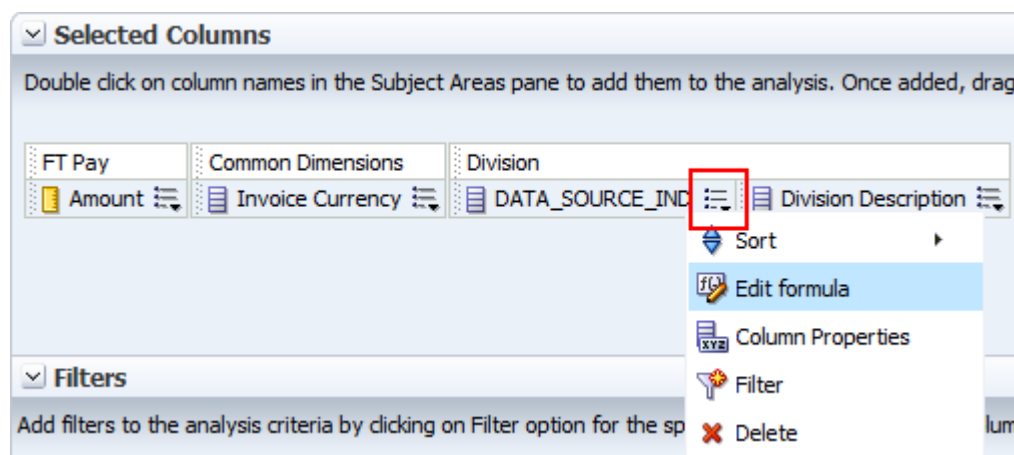 Selected Columns
Double click on column names in the Subject Areas pane to add them to the analysis. Once added, drag
FT Pay Common Dimensions Division
Amount Invoice Currency DATA_SOURCE_IND Division Description
Sort
Edit formula
Column Properties
Filters
Filter
Add filters to the analysis criteria by clicking on Filter option for the sp lum
Delete